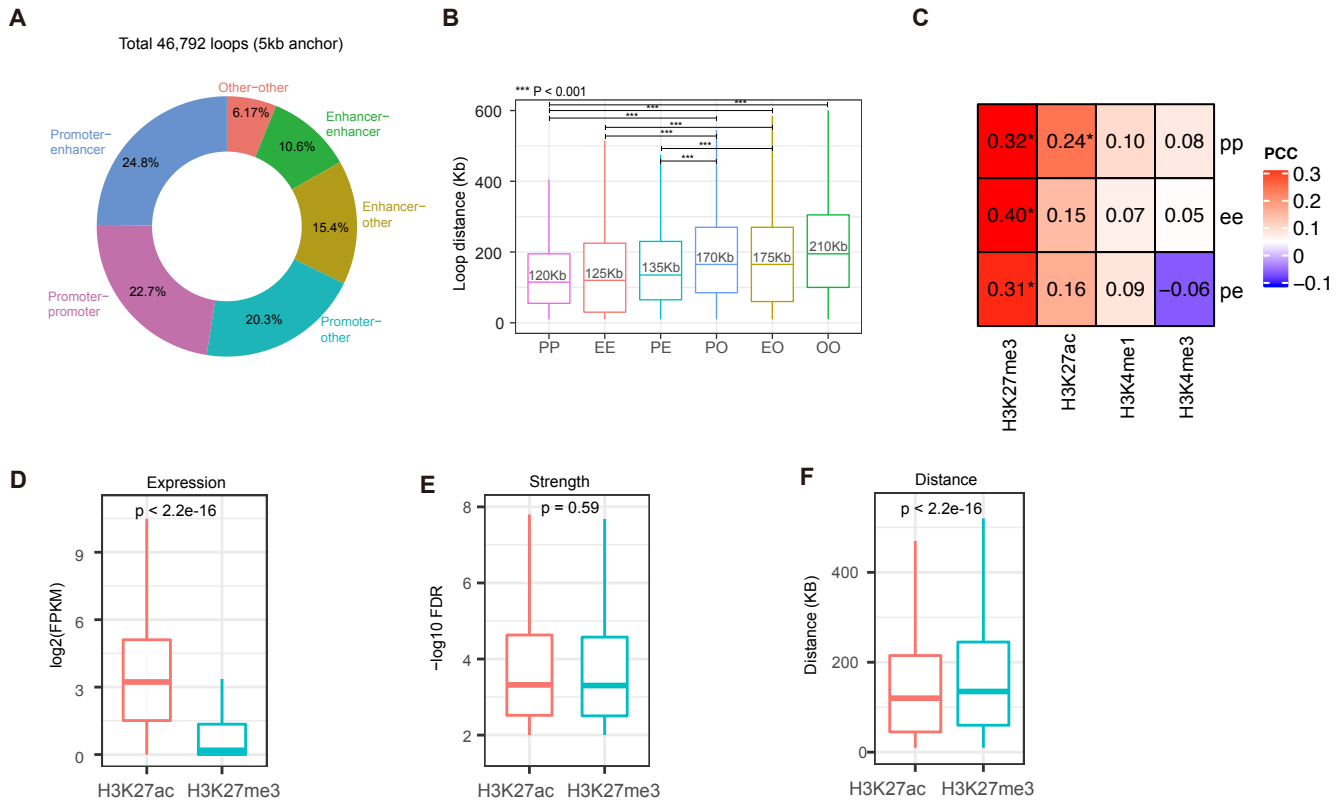 A
Total 46,792 loops (5kb anchor)
Other−other
6.17%
Enhancer−
enhancer
10.6%
Promoter−
enhancer
24.8%
Enhancer−
other
15.4%
Promoter−
promoter
22.7%
Promoter−
other
20.3%
B
*** P < 0.001
***
***
***
***
***
***
***
Loop distance (Kb)
600
400
200
0
120Kb
125Kb
135Kb
170Kb
175Kb
210Kb
PP
EE
PE
PO
EO
OO
C
0.32*
0.24*
0.10
0.08
pp
0.40*
0.15
0.07
0.05
ee
0.31*
0.16
0.09
−0.06
pe
H3K27me3
H3K27ac
H3K4me1
H3K4me3
PCC
0.3
0.2
0.1
0
−0.1
D
Expression
p < 2.2e-16
log2(FPKM)
9
6
3
0
H3K27ac
H3K27me3
E
Strength
p = 0.59
−log10 FDR
8
6
4
2
H3K27ac
H3K27me3
F
Distance
p < 2.2e-16
Distance (KB)
400
200
0
H3K27ac
H3K27me3